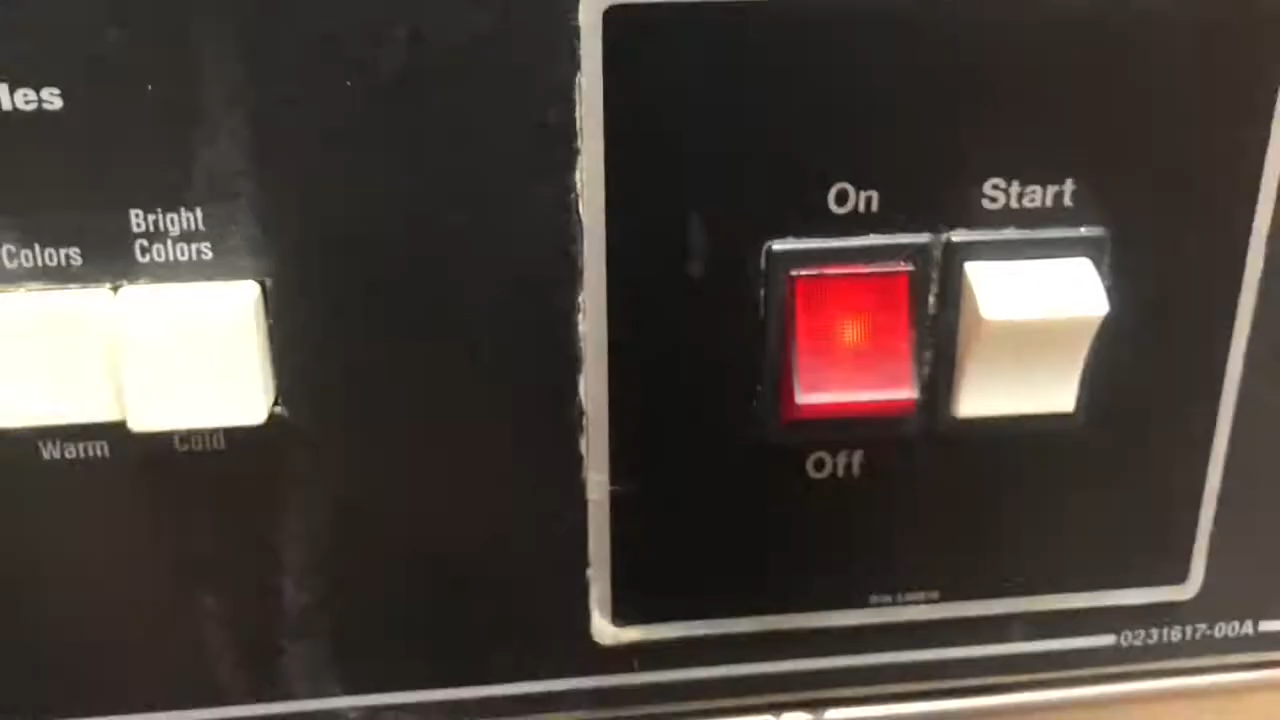 les
Colors
Bright
Colors
Warm
Cold
On
Start
Off
0231617-00A